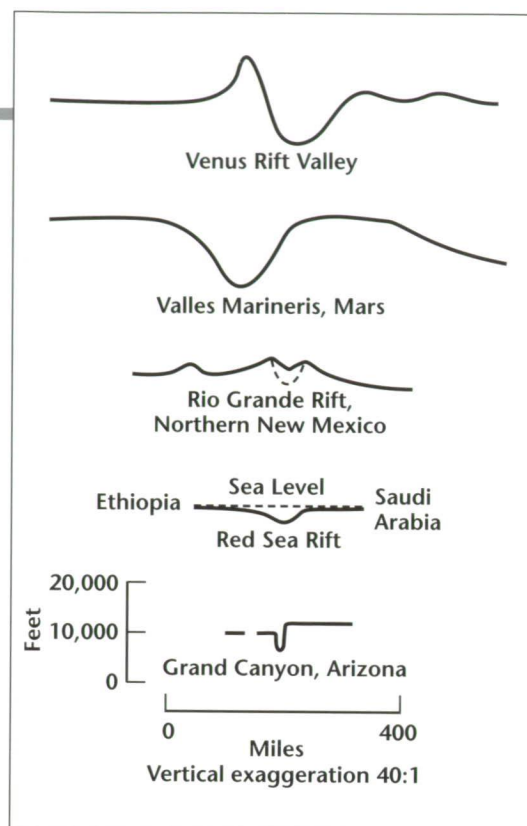 Venus Rift Valley
Valles Marineris, Mars
Rio Grande Rift,
Northern New Mexico
Sea Level
Ethiopia
Saudi
Arabia
Red Sea Rift
20,000
Feet
10,000
0
Grand Canyon, Arizona
0
400
Miles
Vertical exaggeration 40:1